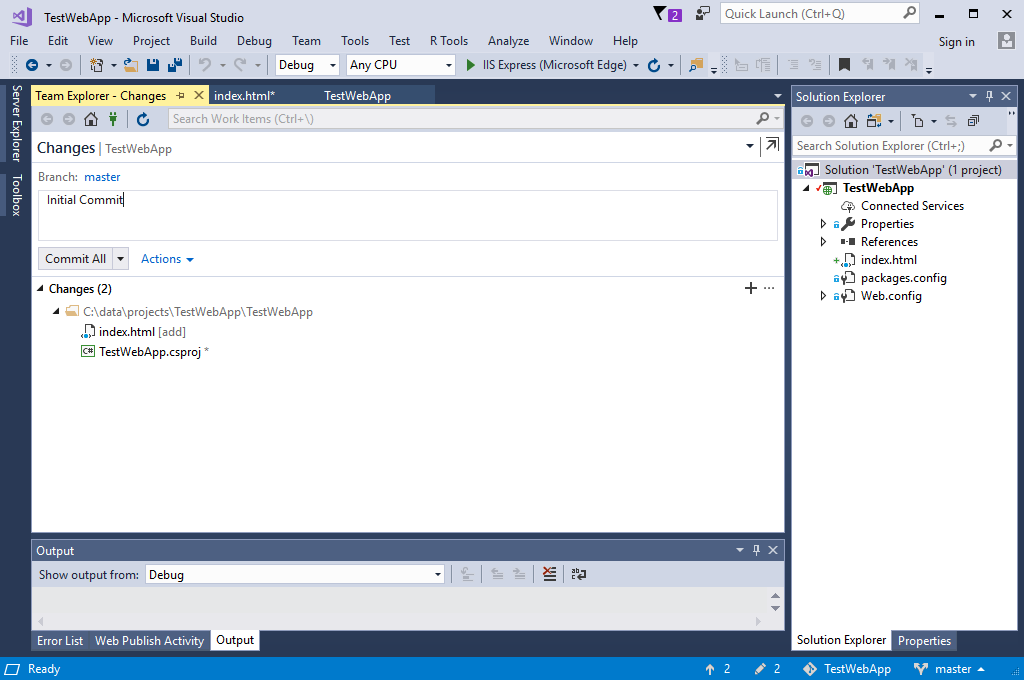 TestWebApp - Microsoft Visual Studio
2
Quick Launch (Ctrl+Q)
File Edit View Project Build Debug Team Tools Test R Tools Analyze Window Help
Sign in
Debug Any CPU IIS Express (Microsoft Edge)
Server Explorer
Toolbox
Team Explorer - Changes index.html* TestWebApp
Search Work Items (Ctrl+\)
Changes | TestWebApp
Branch: master
Initial Commit
Commit All Actions
Changes (2)
C:\data\projects\TestWebApp\TestWebApp
index.html [add]
C# TestWebApp.csproj *
Output
Show output from: Debug
Error List Web Publish Activity Output
Solution Explorer
Search Solution Explorer (Ctrl+;)
Solution 'TestWebApp' (1 project)
TestWebApp
Connected Services
Properties
References
index.html
packages.config
Web.config
Solution Explorer Properties
Ready 2 2 TestWebApp master